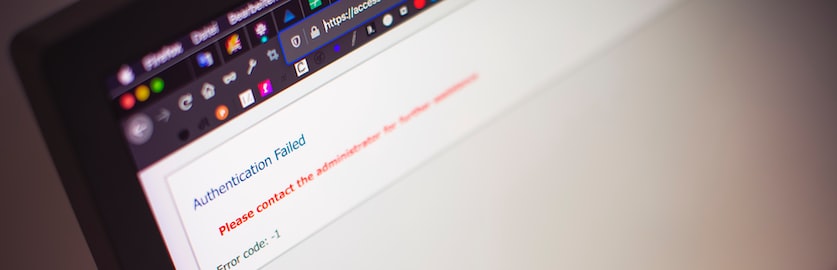 Firefox Datei Bearbeiten
https://access
Authentication Failed
Please contact the administrator for further assistance
Error code: -1